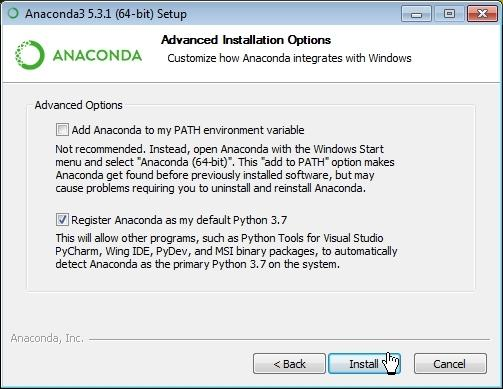 Anaconda3 5.3.1 (64-bit) Setup
ANACONDA
Advanced Installation Options
Customize how Anaconda integrates with Windows
Advanced Options
Add Anaconda to my PATH environment variable
Not recommended. Instead, open Anaconda with the Windows Start
menu and select "Anaconda (64-bit)". This "add to PATH" option makes
Anaconda get found before previously installed software, but may
cause problems requiring you to uninstall and reinstall Anaconda.
Register Anaconda as my default Python 3.7
This will allow other programs, such as Python Tools for Visual Studio
PyCharm, Wing IDE, PyDev, and MSI binary packages, to automatically
detect Anaconda as the primary Python 3.7 on the system.
Anaconda, Inc.
< Back
Install
Cancel